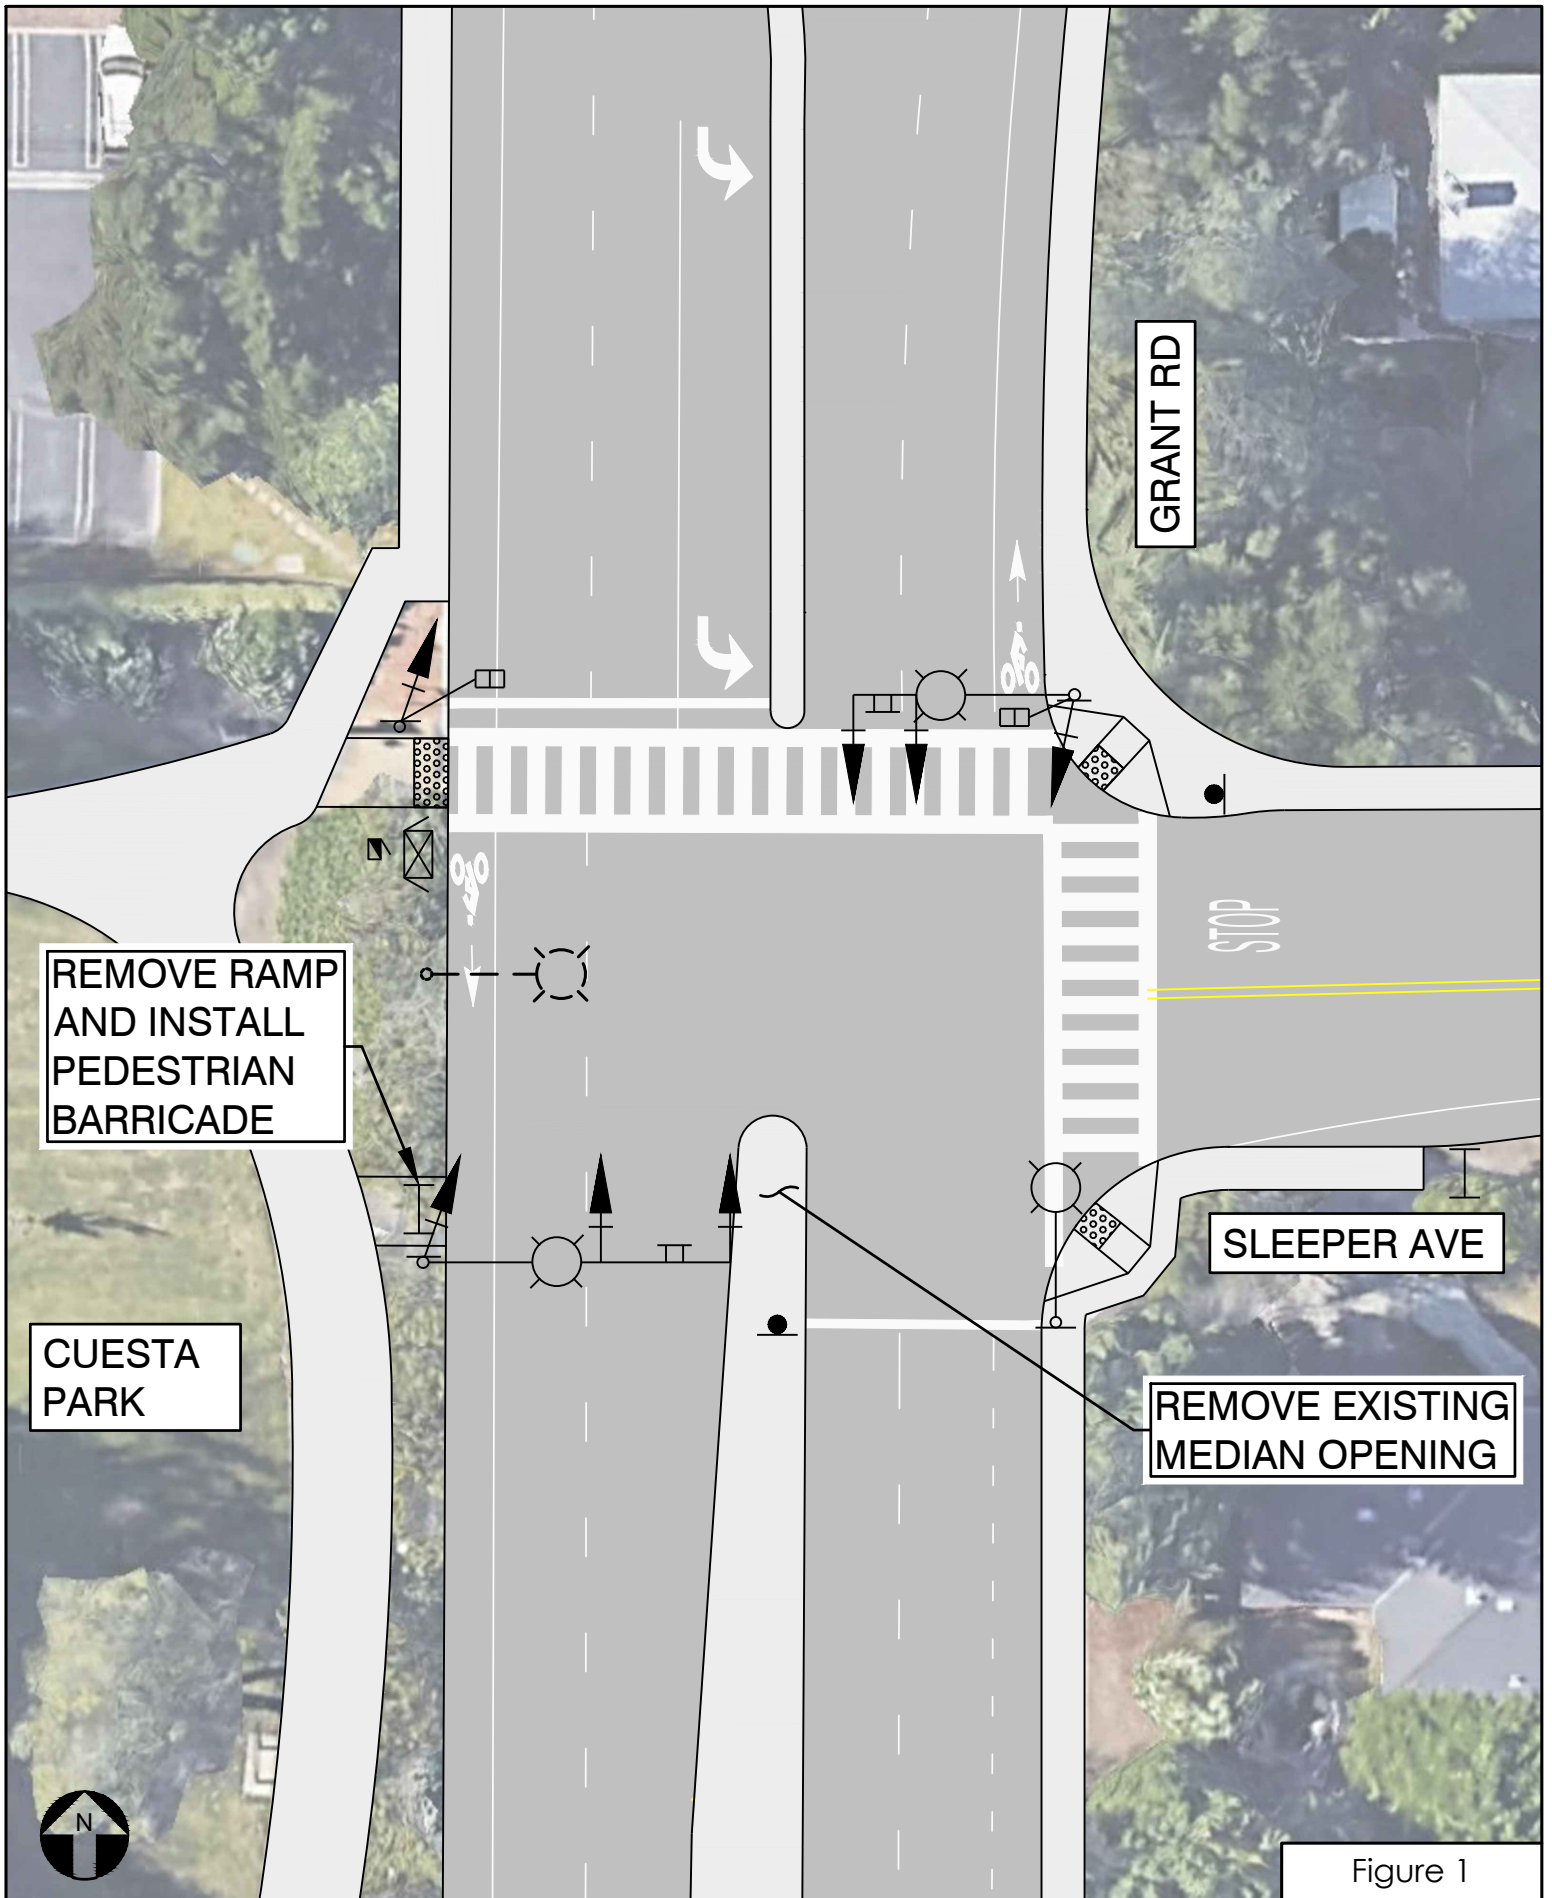 GRANT RD
REMOVE RAMP
AND INSTALL
PEDESTRIAN
BARRICADE
STOP
SLEEPER AVE
CUESTA
PARK
REMOVE EXISTING
MEDIAN OPENING
N
Figure 1